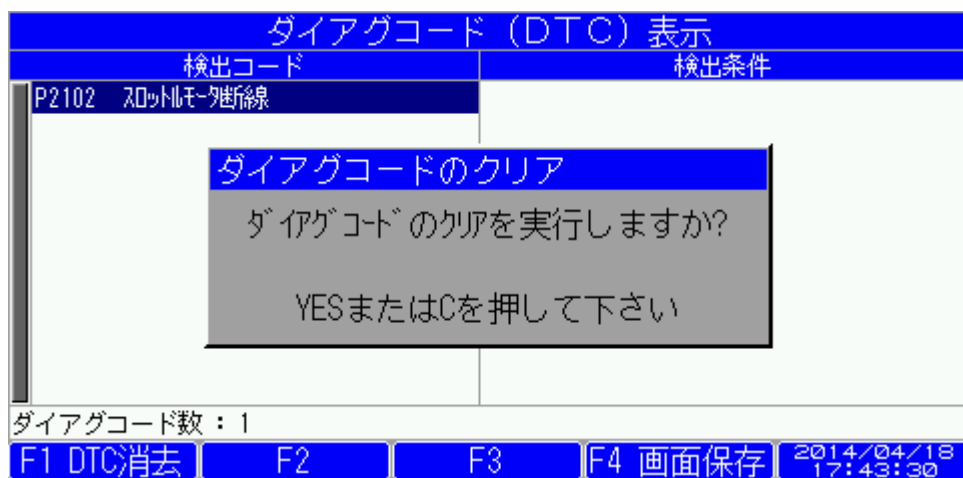 ダイアグコード（DTC）表示
検出コード 検出条件
P2102 ｽﾛｯﾄﾙﾓｰﾀ断線
ダイアグコードのクリア
ﾀﾞｲｱｸﾞｺｰﾄﾞのｸﾘｱを実行しますか?
YESまたはCを押して下さい
ダイアグコード数：1
F1 DTC消去 F2 F3 F4 画面保存 2014/04/18
17:43:30